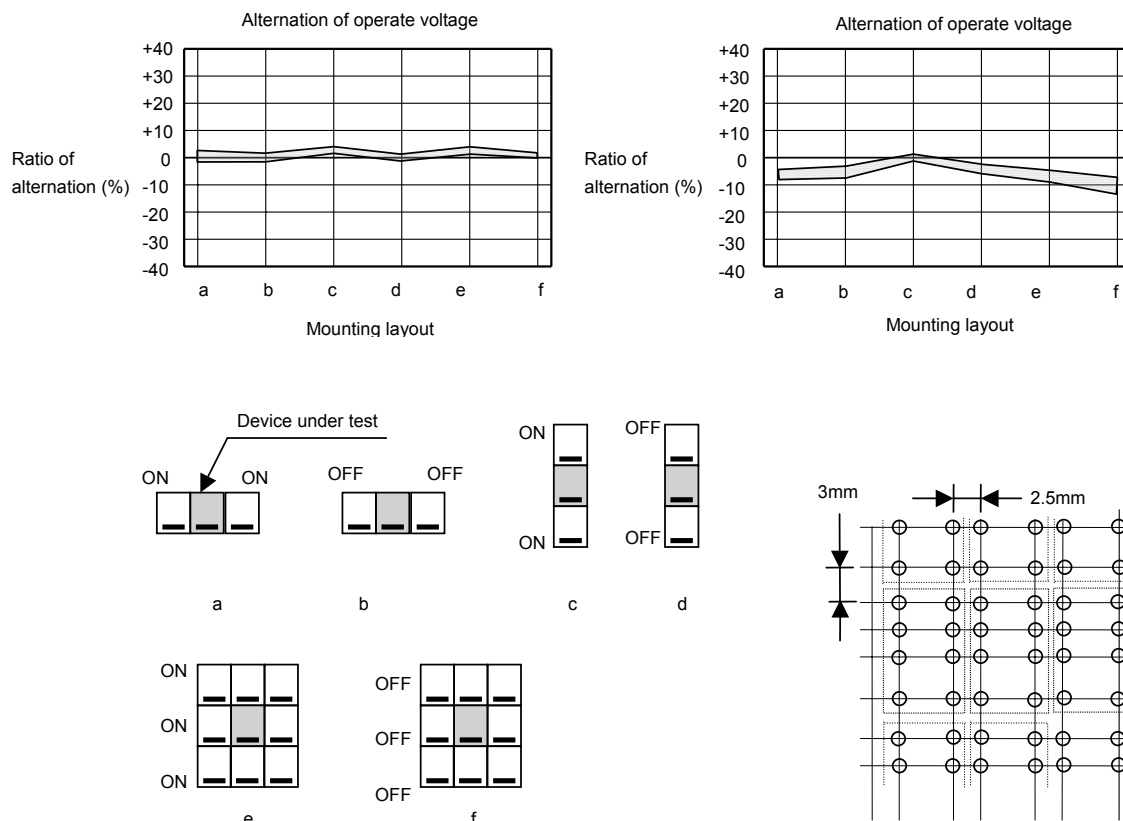 Alternation of operate voltage
+40
+30
+20
+10
0
-10
-20
-30
-40
Ratio of
alternation (%)
a b c d e f
Mounting layout
Alternation of operate voltage
+40
+30
+20
+10
0
-10
-20
-30
-40
Ratio of
alternation (%)
a b c d e f
Mounting layout
Device under test
ON ON
a
OFF OFF
b
ON
ON
c
OFF
OFF
d
ON
ON
ON
e
OFF
OFF
OFF
f
3mm
2.5mm